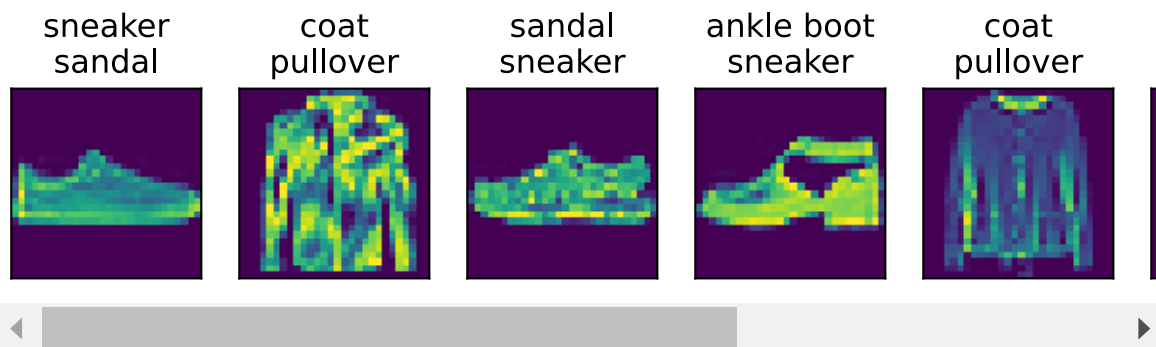 sneaker
sandal
coat
pullover
sandal
sneaker
ankle boot
sneaker
coat
pullover